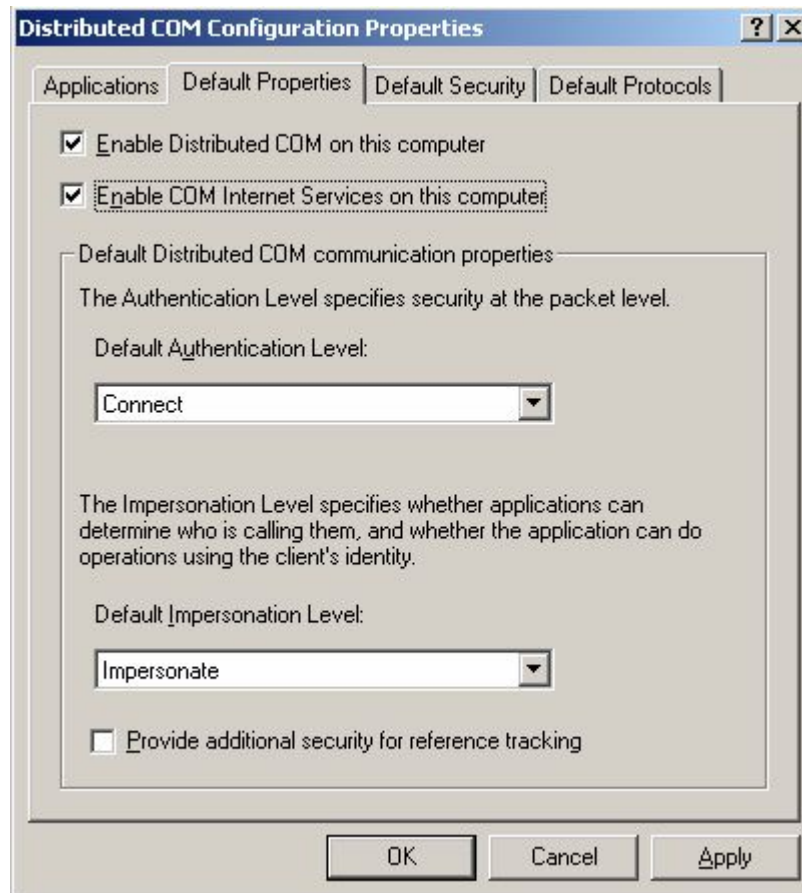 Distributed COM Configuration Properties
Applications
Default Properties
Default Security
Default Protocols
Enable Distributed COM on this computer
Enable COM Internet Services on this computer
Default Distributed COM communication properties
The Authentication Level specifies security at the packet level.
Default Authentication Level:
Connect
The Impersonation Level specifies whether applications can
determine who is calling them, and whether the application can do
operations using the client's identity.
Default Impersonation Level:
Impersonate
Provide additional security for reference tracking
OK
Cancel
Apply